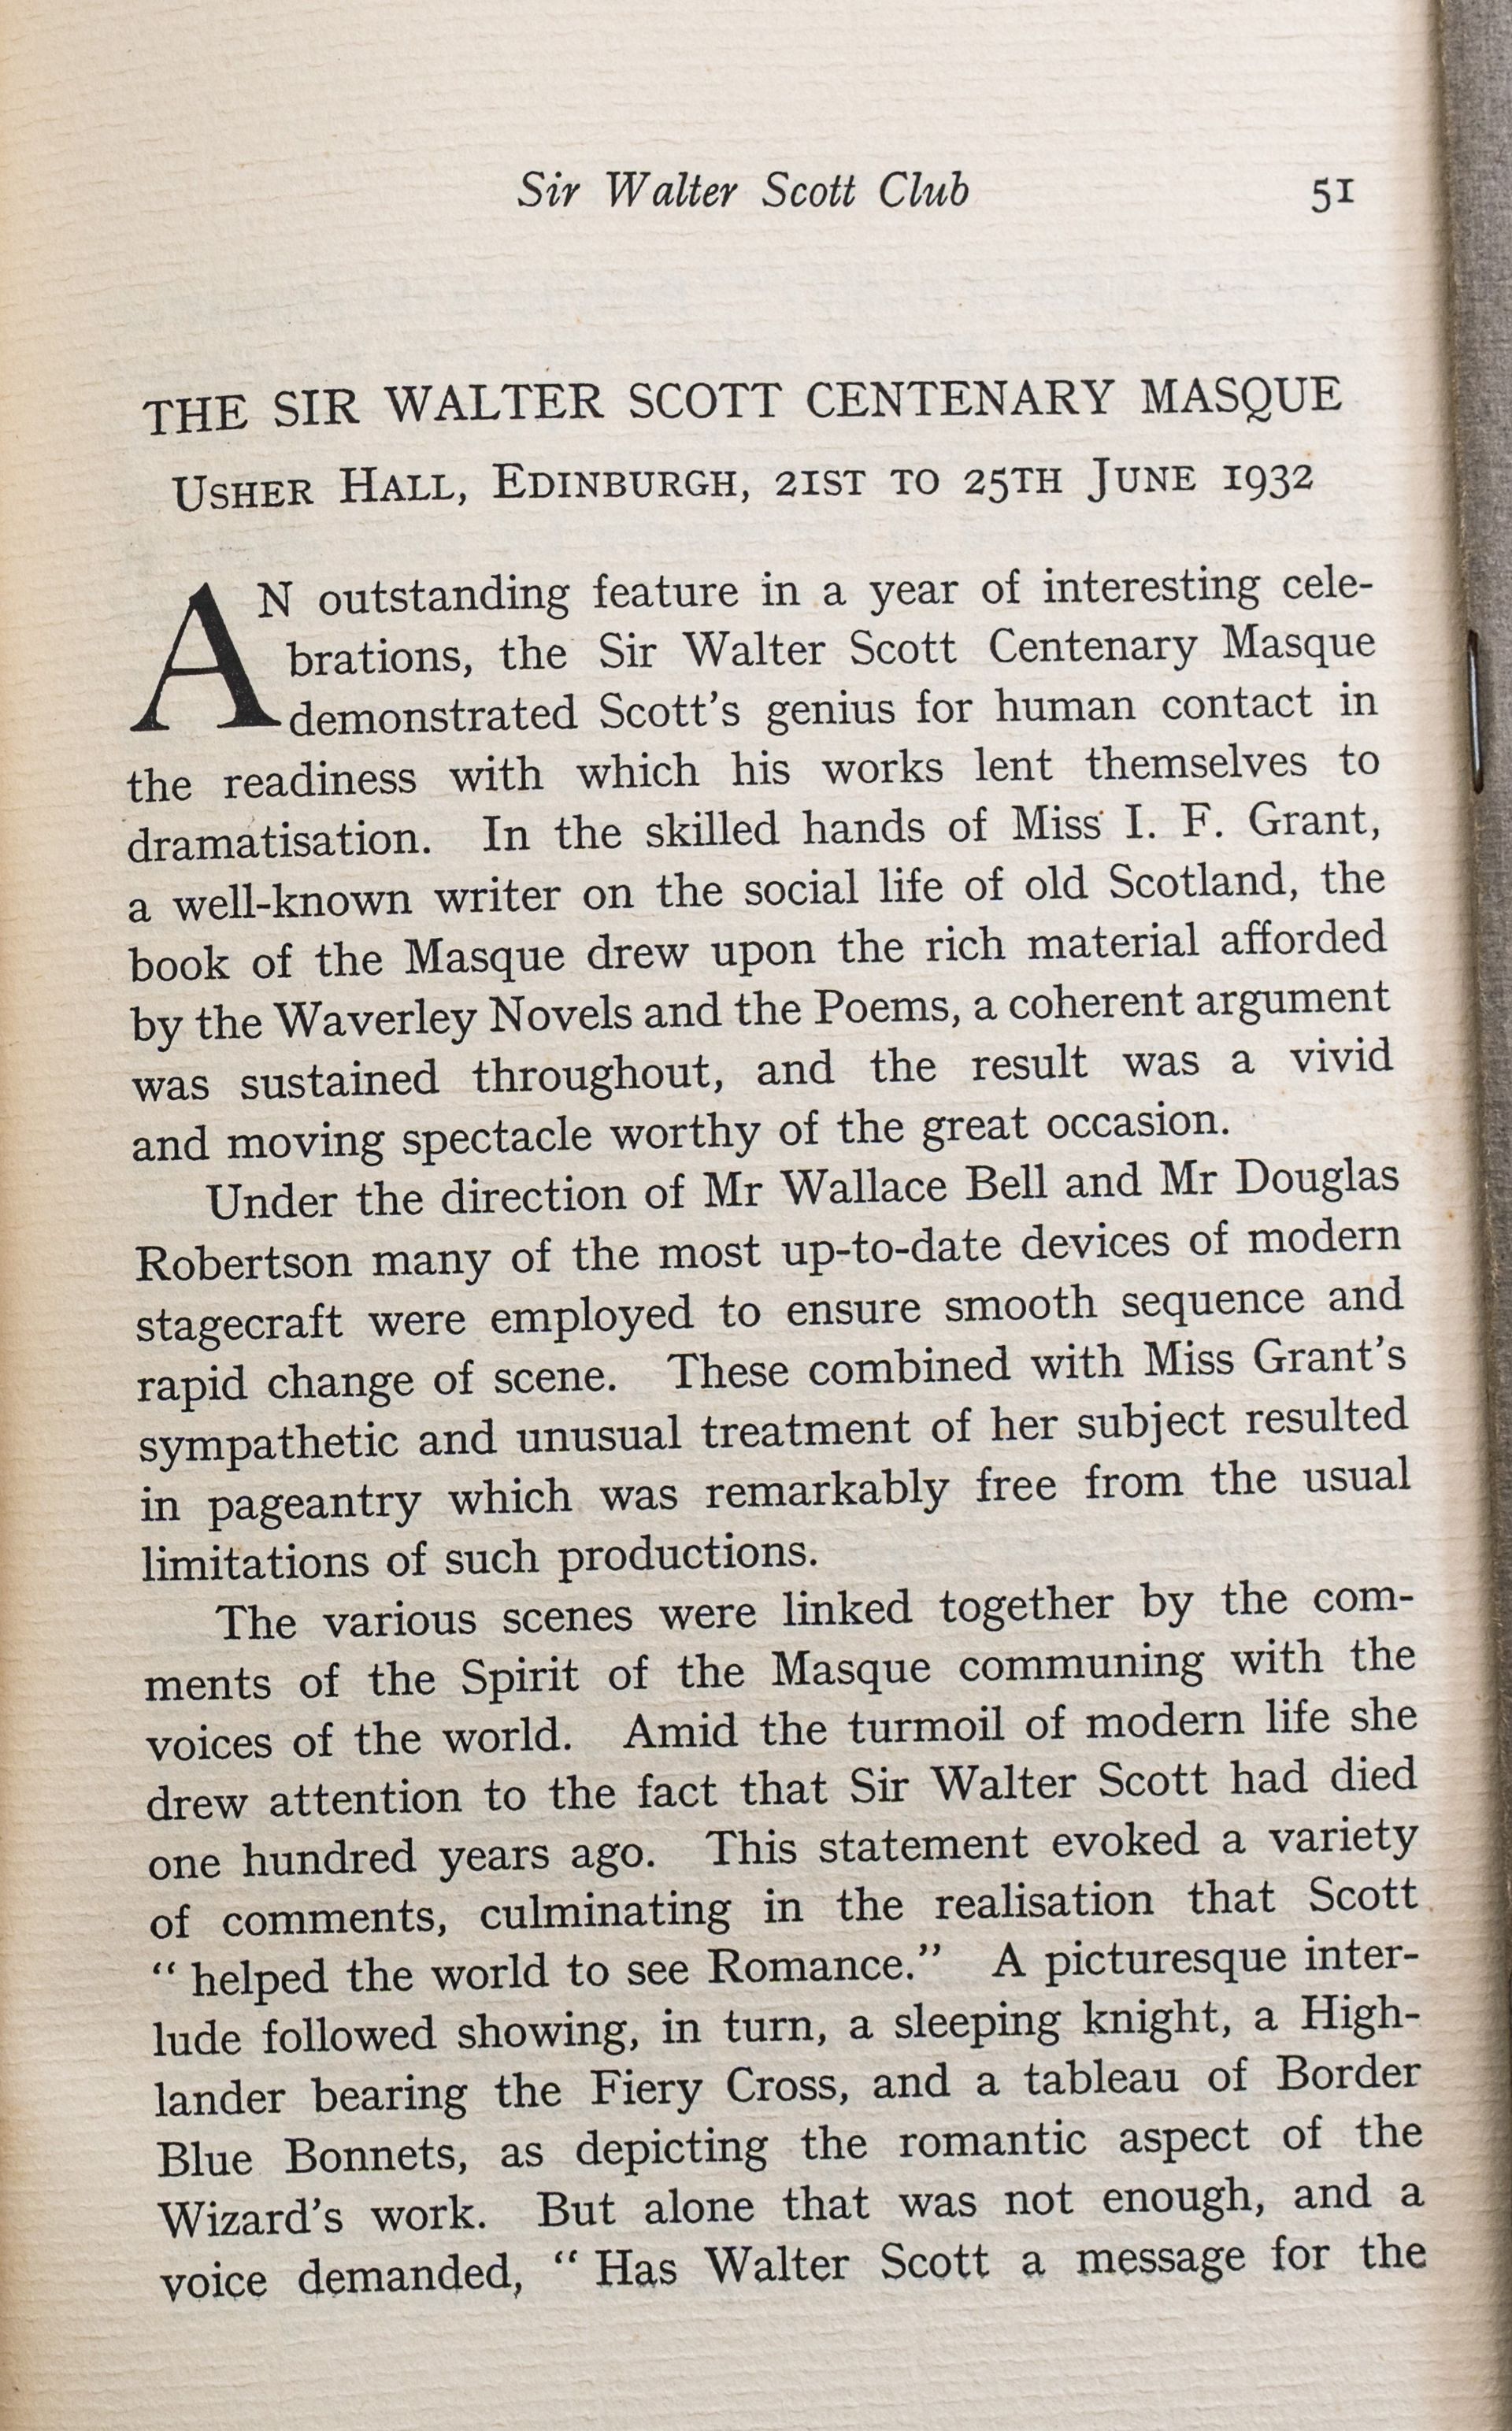 Sir Walter Scott Club 51
THE SIR WALTER SCOTT CENTENARY MASQUE
USHER HALL, EDINBURGH, 21ST TO 25TH JUNE 1932
AN outstanding feature in a year of interesting cele-
brations, the Sir Walter Scott Centenary Masque
demonstrated Scott's genius for human contact in
the readiness with which his works lent themselves to
dramatisation. In the skilled hands of Miss I. F. Grant,
a well-known writer on the social life of old Scotland, the
book of the Masque drew upon the rich material afforded
by the Waverley Novels and the Poems, a coherent argument
was sustained throughout, and the result was a vivid
and moving spectacle worthy of the great occasion.
Under the direction of Mr Wallace Bell and Mr Douglas
Robertson many of the most up-to-date devices of modern
stagecraft were employed to ensure smooth sequence and
rapid change of scene. These combined with Miss Grant's
sympathetic and unusual treatment of her subject resulted
in pageantry which was remarkably free from the usual
limitations of such productions.
The various scenes were linked together by the com-
ments of the Spirit of the Masque communing with the
voices of the world. Amid the turmoil of modern life she
drew attention to the fact that Sir Walter Scott had died
one hundred years ago. This statement evoked a variety
of comments, culminating in the realisation that Scott
“ helped the world to see Romance.” A picturesque inter-
lude followed showing, in turn, a sleeping knight, a High-
lander bearing the Fiery Cross, and a tableau of Border
Blue Bonnets, as depicting the romantic aspect of the
Wizard's work. But alone that was not enough, and a
voice demanded, “ Has Walter Scott a message for the